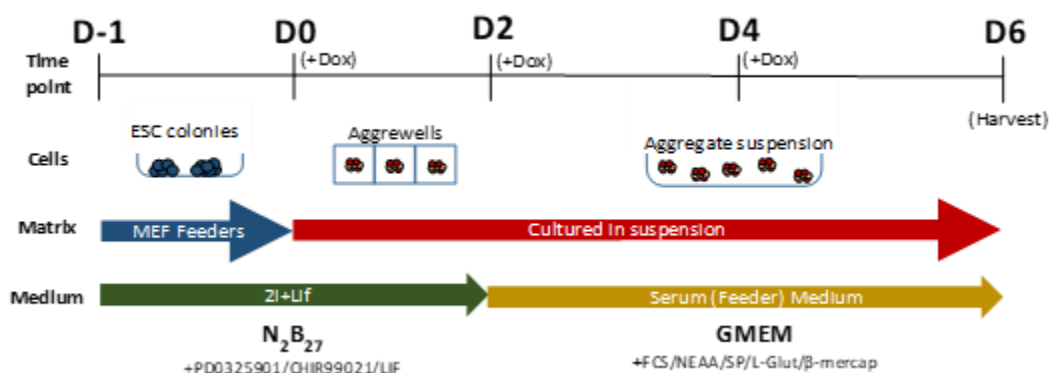 D-1 D0 D2 D4 D6
Time point (+Dox) (+Dox) (+Dox)
(Harvest)
Cells ESC colonies Aggrewells Aggregate suspension
Matrix MEF Feeders Cultured in suspension
Medium 2i+Lif Serum (Feeder) Medium
N2B27 GMEM
+PD0325901/CHIR99021/LIF +FCS/NEAA/SP/L-Glut/β-mercap